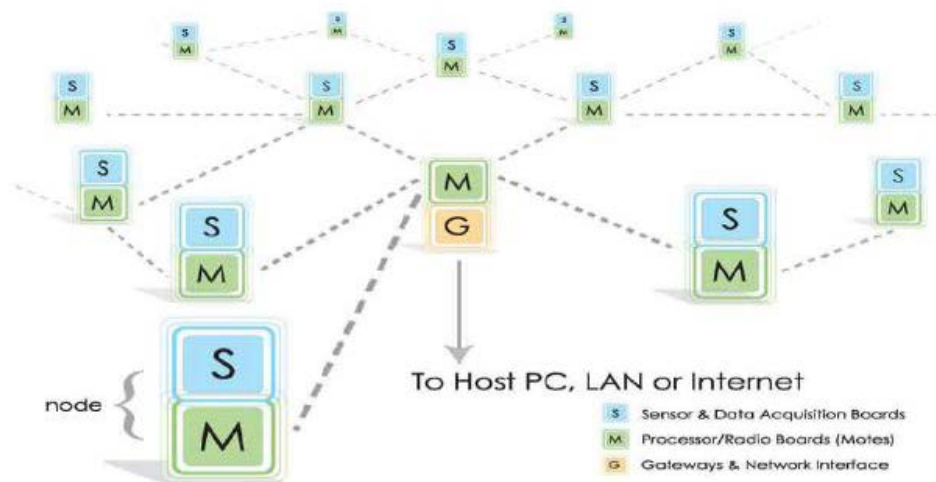 S
M
S
M
S
M
S
M
S
M
S
M
S
M
S
M
S
M
S
M
M
G
S
M
S
M
S
M
S
M
node
To Host PC, LAN or Internet
S Sensor & Data Acquisition Boards
M Processor/Radio Boards (Motes)
G Gateways & Network Interface